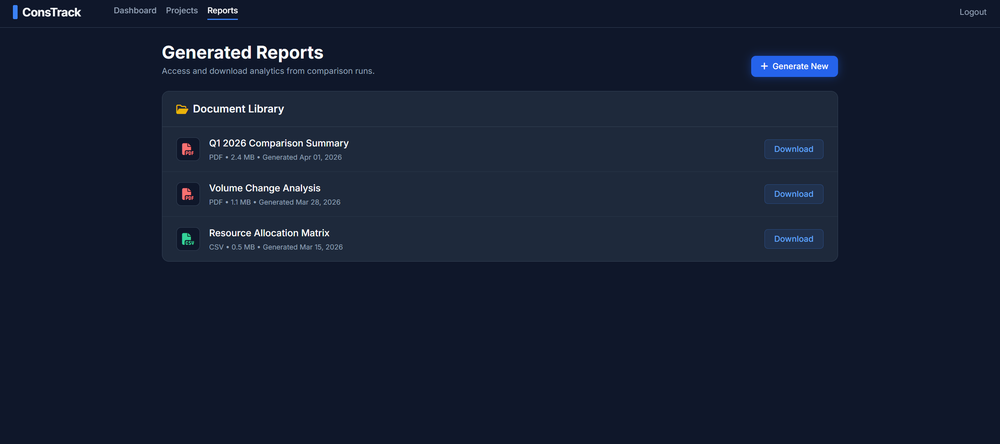 ConsTrack
Dashboard Projects Reports
Logout
Generated Reports
Access and download analytics from comparison runs.
+ Generate New
Document Library
PDF
Q1 2026 Comparison Summary
PDF • 2.4 MB • Generated Apr 01, 2026
Download
PDF
Volume Change Analysis
PDF • 1.1 MB • Generated Mar 28, 2026
Download
CSV
Resource Allocation Matrix
CSV • 0.5 MB • Generated Mar 15, 2026
Download